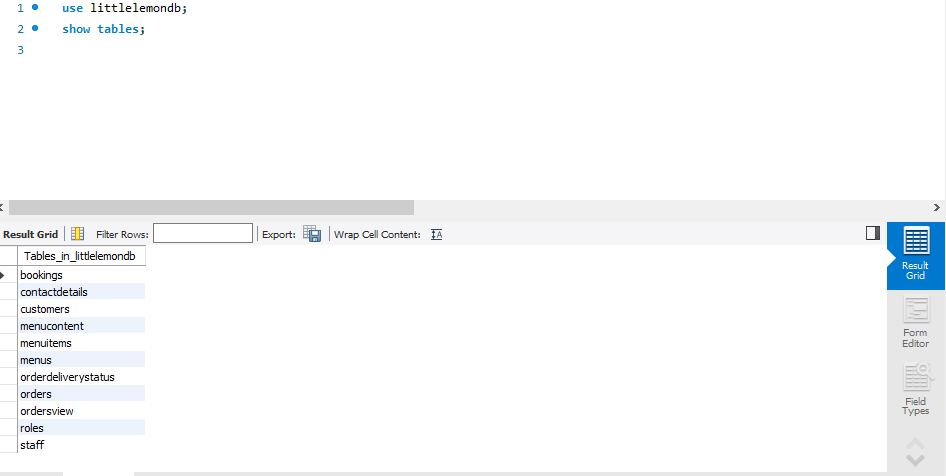 1 use littlelemondb;
2 show tables;
3
Result Grid Filter Rows: Export: Wrap Cell Content: IA
Tables_in_littlelemondb
bookings
contactdetails
customers
menucontent
menuitems
menus
orderdeliverystatus
orders
ordersview
roles
staff
Result
Grid
Form
Editor
Field
Types